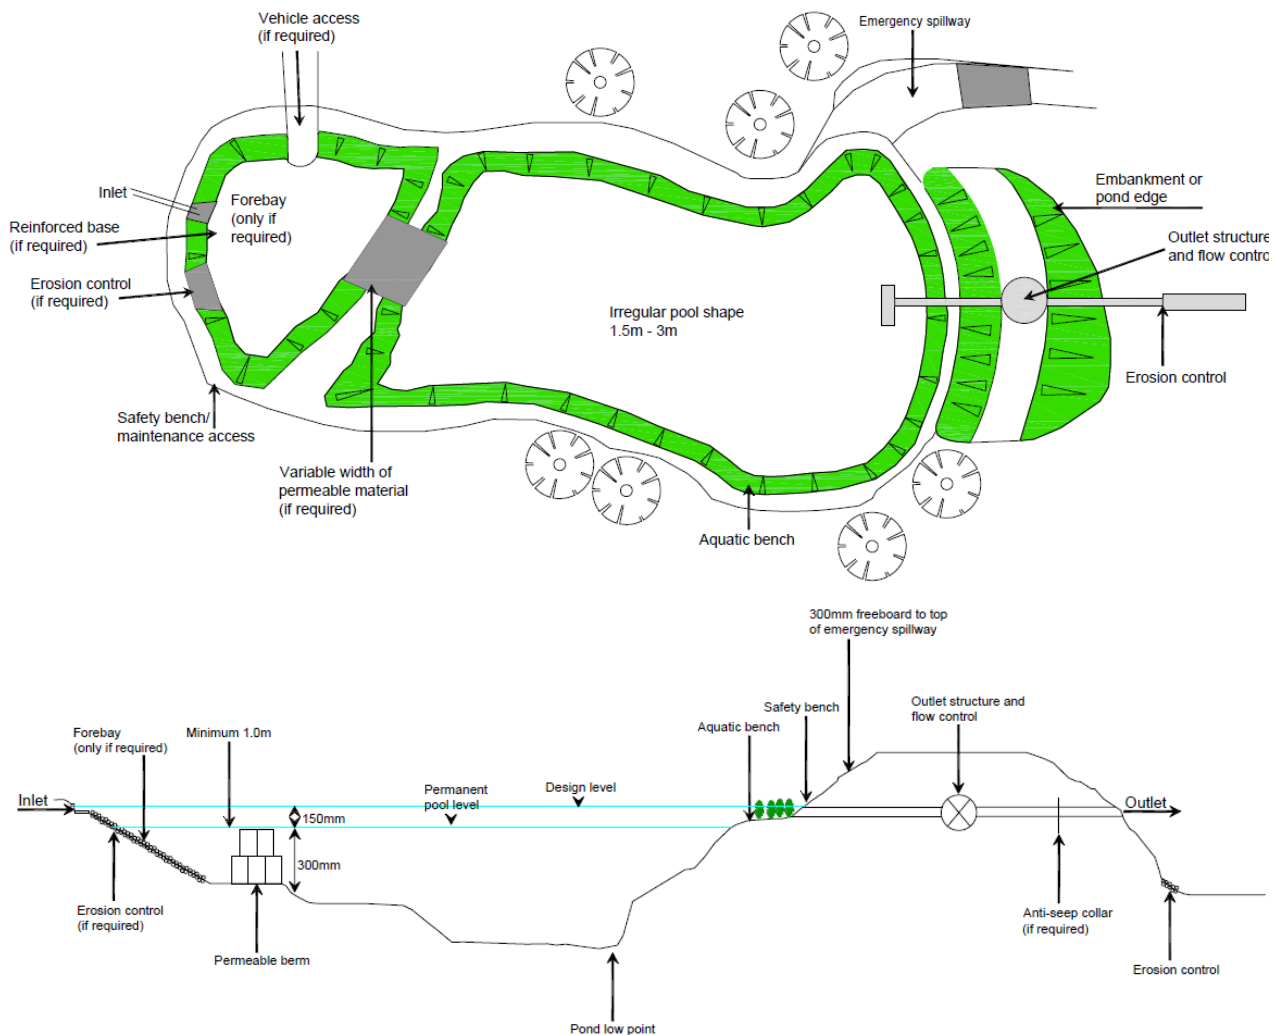 Vehicle access
(if required)
Emergency spillway
Inlet
Forebay
(only if
required)
Reinforced base
(if required)
Embankment or
pond edge
Outlet structure
and flow control
Erosion control
(if required)
Irregular pool shape
1.5m - 3m
Erosion control
Safety bench/
maintenance access
Variable width of
permeable material
(if required)
Aquatic bench
300mm freeboard to top
of emergency spillway
Outlet structure and
flow control
Safety bench
Aquatic bench
Forebay
(only if required)
Minimum 1.0m
Permanent
pool level
Design level
Inlet
150mm
Outlet
300mm
Erosion control
(if required)
Anti-seep collar
(if required)
Permeable berm
Erosion control
Pond low point